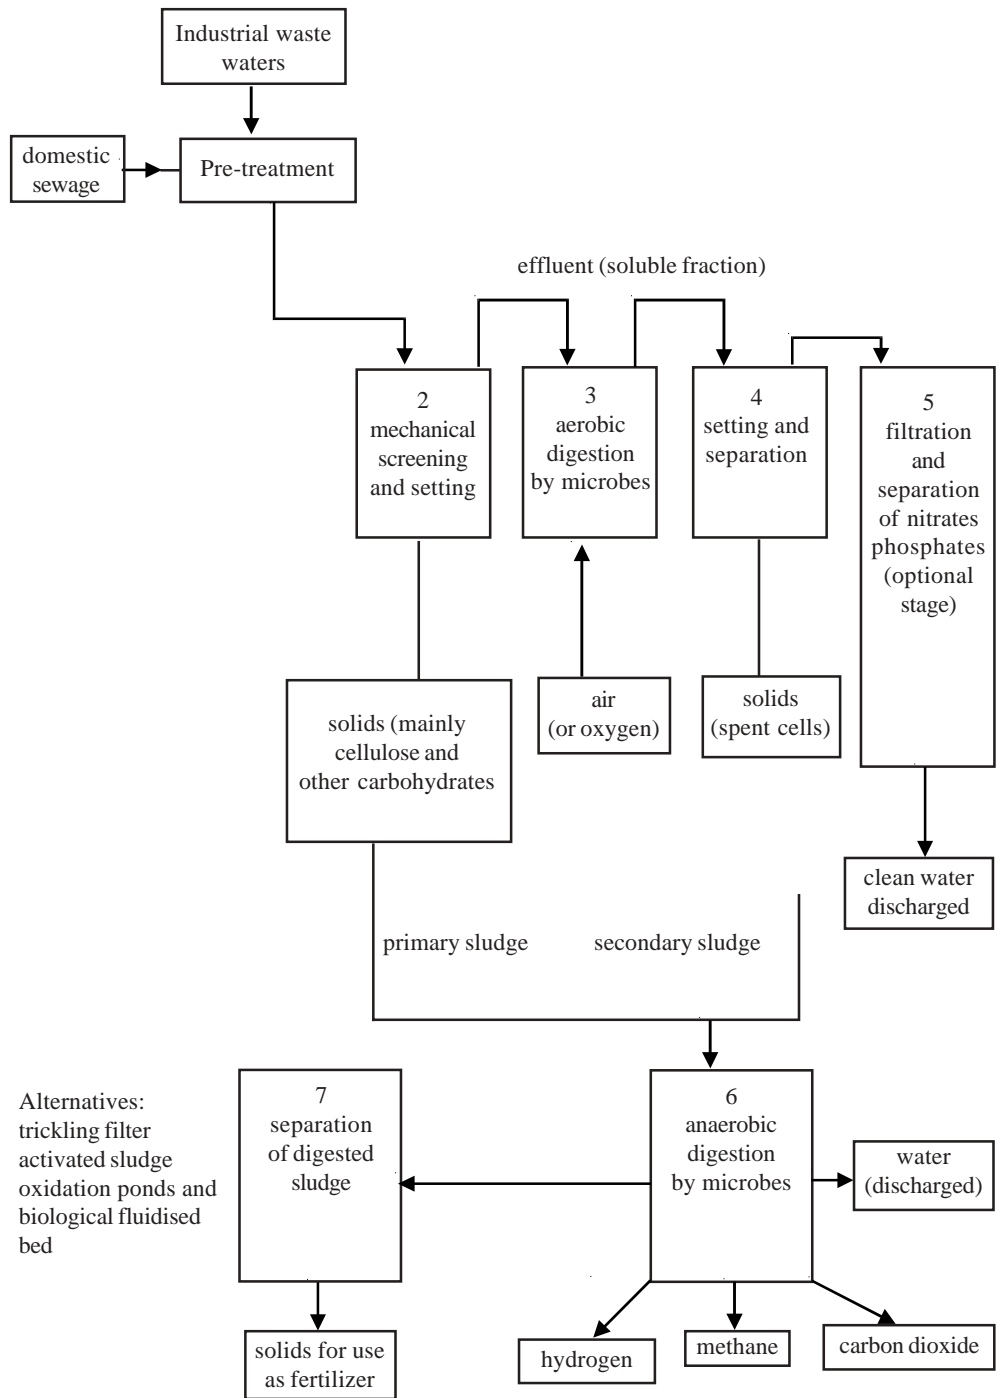 Industrial waste
waters
domestic
sewage
Pre-treatment
effluent (soluble fraction)
2
mechanical
screening
and setting
3
aerobic
digestion
by microbes
4
setting and
separation
5
filtration
and
separation
of nitrates
phosphates
(optional
stage)
solids (mainly
cellulose and
other carbohydrates
air
(or oxygen)
solids
(spent cells)
clean water
discharged
primary sludge
secondary sludge
Alternatives:
trickling filter
activated sludge
oxidation ponds and
biological fluidised
bed
7
separation
of digested
sludge
6
anaerobic
digestion
by microbes
water
(discharged)
solids for use
as fertilizer
hydrogen
methane
carbon dioxide